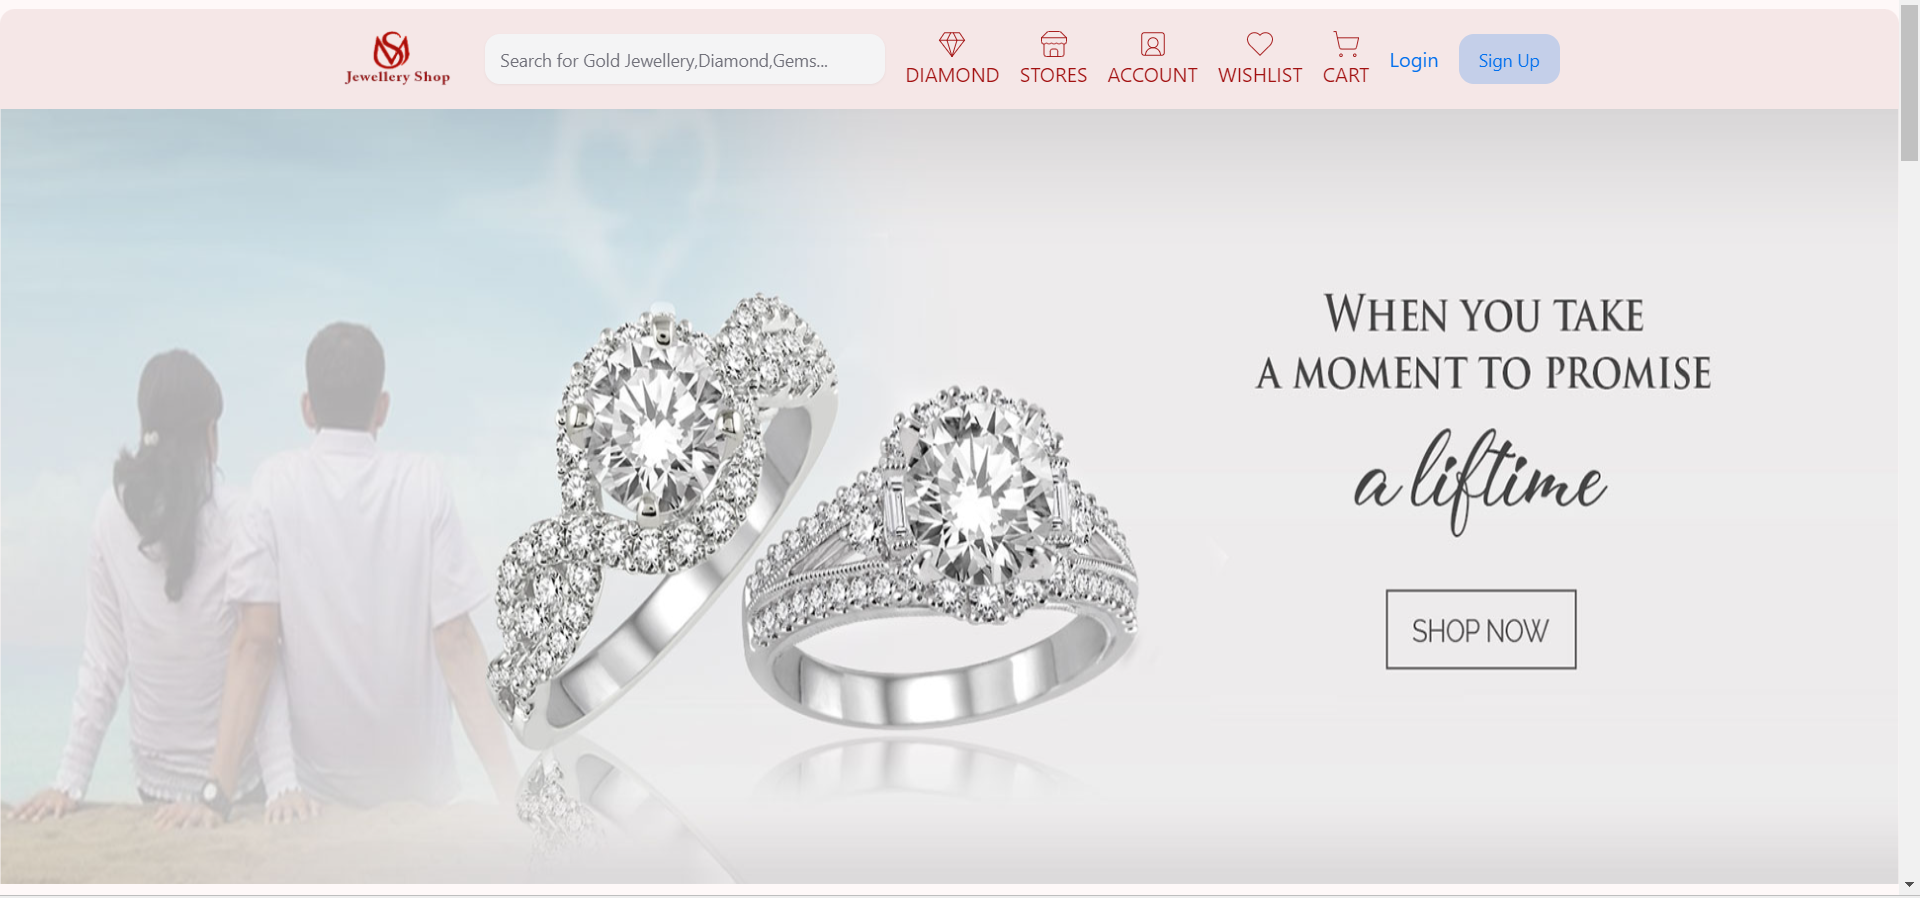 Jewellery Shop
Search for Gold Jewellery,Diamond,Gems...
DIAMOND
STORES
ACCOUNT
WISHLIST
CART
Login
Sign Up
WHEN YOU TAKE
A MOMENT TO PROMISE
a liftime
SHOP NOW